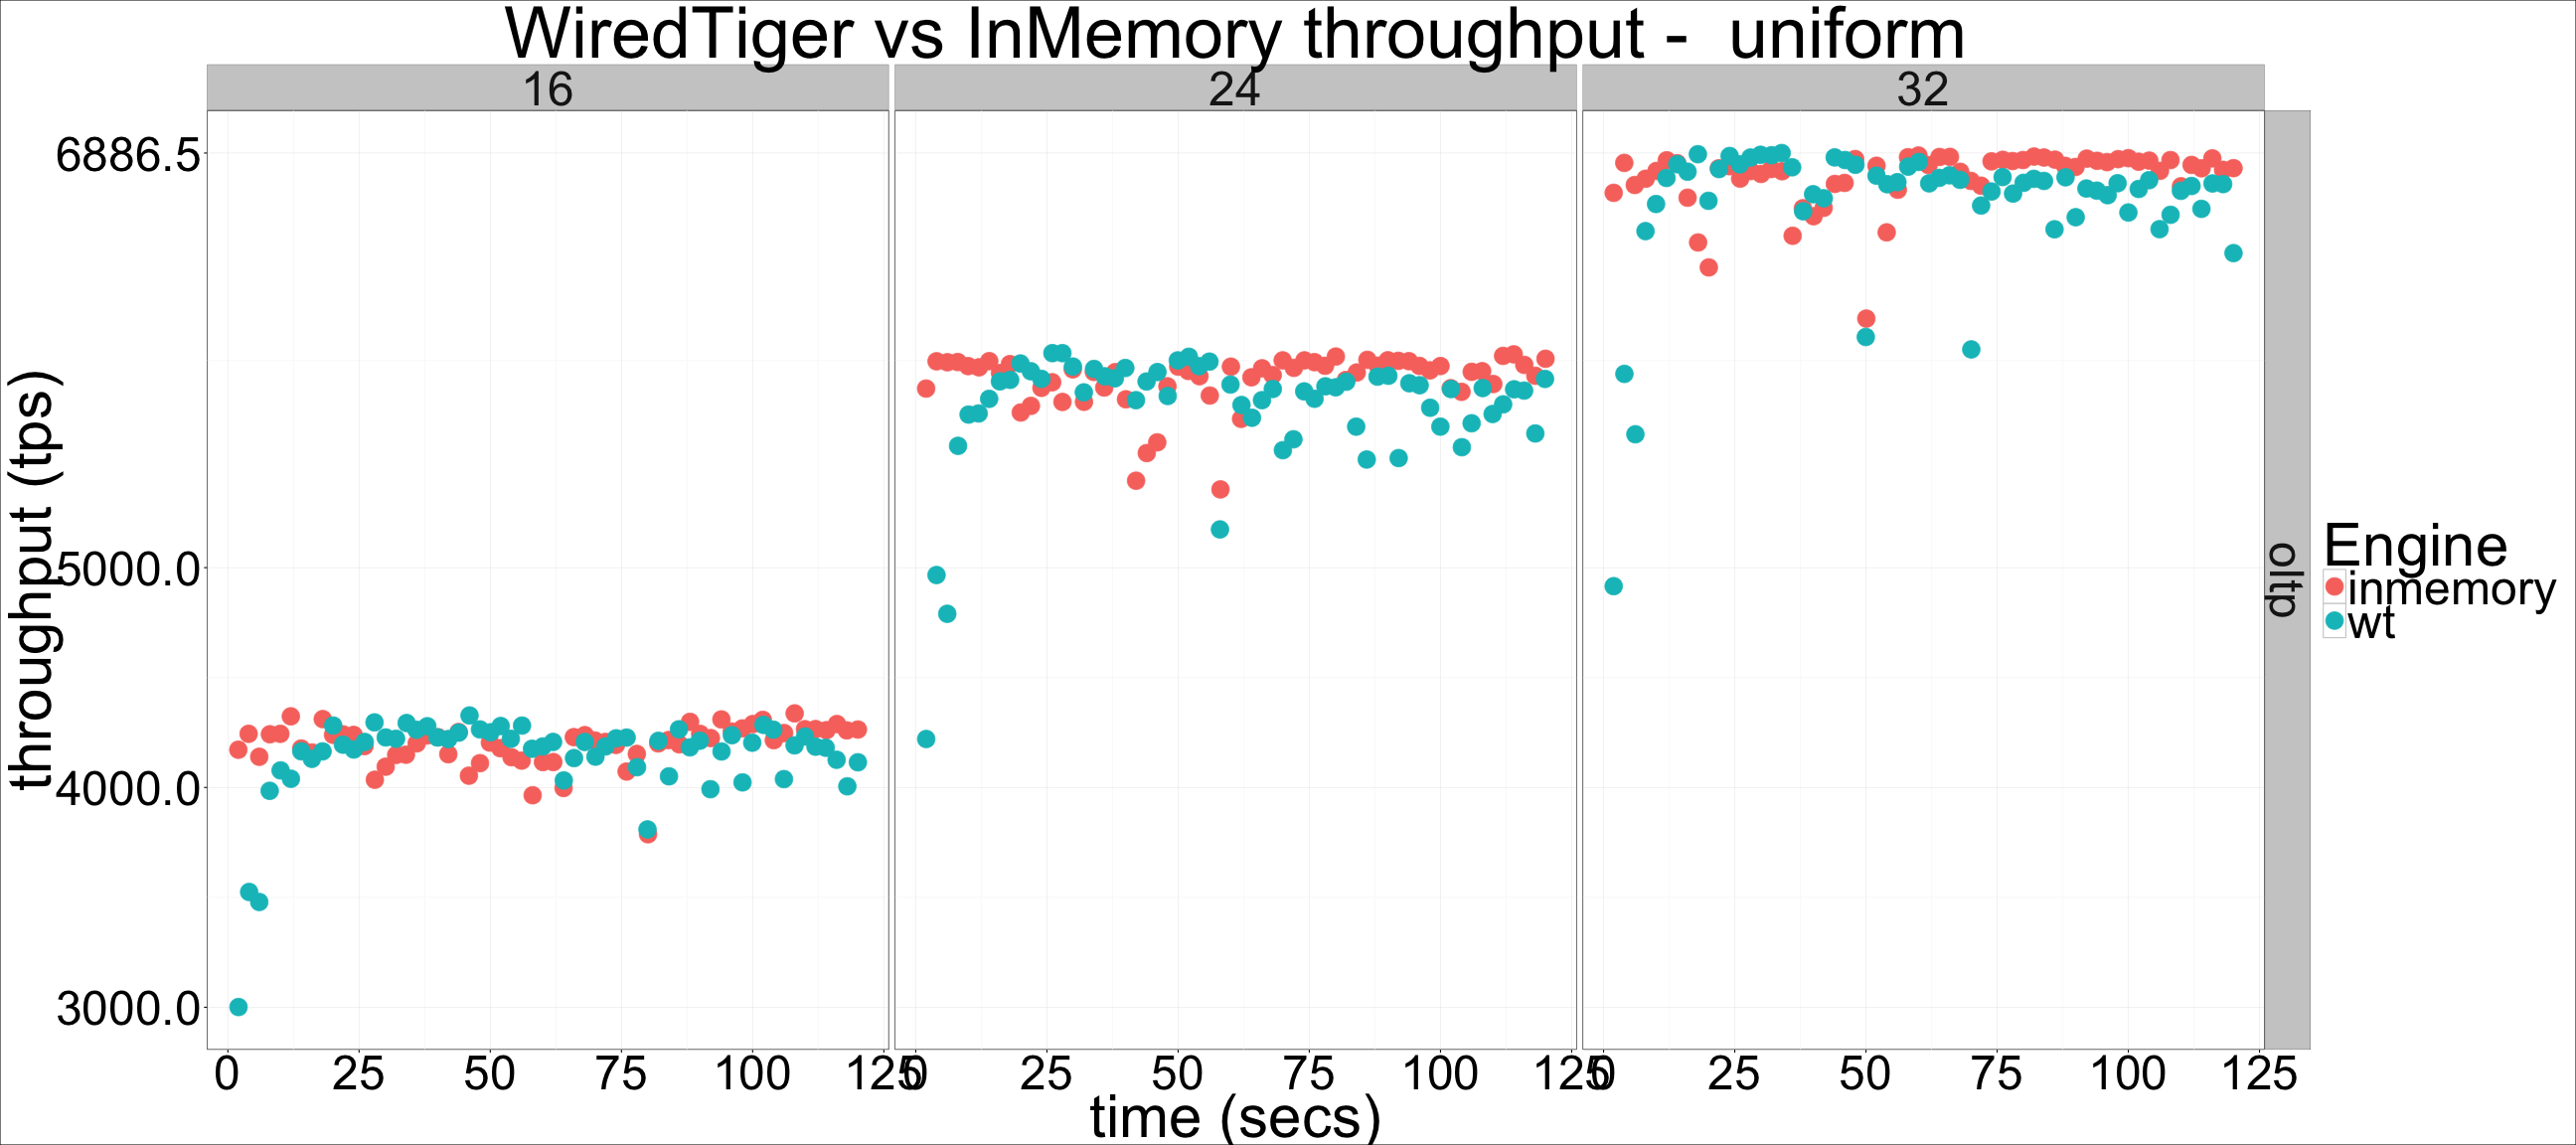 WiredTiger vs InMemory throughput -  uniform
16
24
32
throughput (tps)
6886.5
5000.0
4000.0
3000.0
oltp
Engine
inmemory
wt
0 25 50 75 100 125
0 25 50 75 100 125
0 25 50 75 100 125
time (secs)